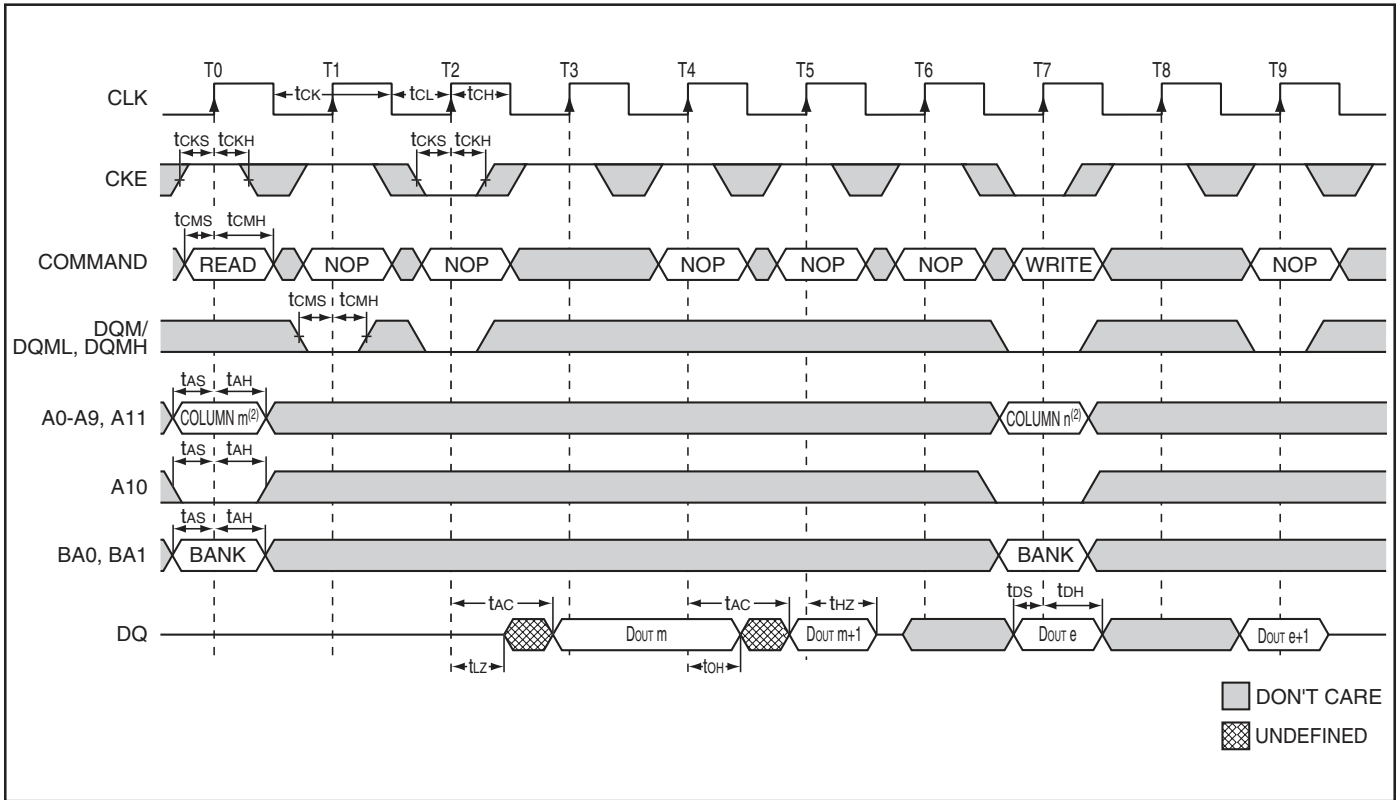 T0 T1 T2 T3 T4 T5 T6 T7 T8 T9
CLK tCK tCL tCH
tCKS tCKH tCKS tCKH
CKE
tCMS tCMH
COMMAND READ NOP NOP NOP NOP NOP WRITE NOP
tCMS tCMH
DQM/
DQML, DQMH
tAS tAH
A0-A9, A11 COLUMN m(2) COLUMN n(2)
tAS tAH
A10
tAS tAH
BA0, BA1 BANK BANK
tAC tAC tHZ tDS tDH
DQ DOUT m DOUT m+1 DOUT e DOUT e+1
tLZ tOH
DON'T CARE
UNDEFINED